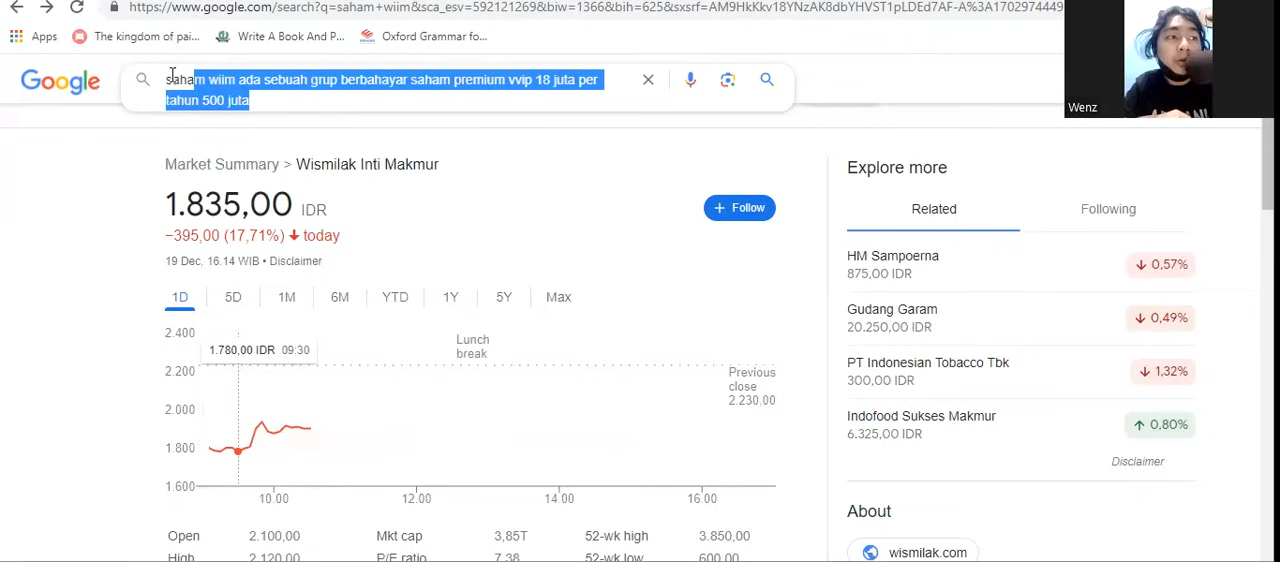 https://www.google.com/search?q=saham+wiim&sca_esv=592121269&biw=1366&bih=625&sxsrf=AM9HkKkv18YNzAK8dbYHVST1pLDEd7AF-A%3A1702974449
Apps The kingdom of pai... Write A Book And P... Oxford Grammar fo...
Google
saham wiim ada sebuah grup berbahayar saham premium vvip 18 juta per
tahun 500 juta
Wenz
Market Summary > Wismilak Inti Makmur
1.835,00 IDR
+ Follow
−395,00 (17,71%) ↓ today
19 Dec, 16.14 WIB • Disclaimer
1D 5D 1M 6M YTD 1Y 5Y Max
2.400
2.200
2.000
1.800
1.600
1.780,00 IDR 09:30
Lunch
break
Previous
close
2.230,00
10.00 12.00 14.00 16.00
Open 2.100,00 Mkt cap 3,85T 52-wk high 3.850,00
High 2.120,00 P/E ratio 7,38 52-wk low 600,00
Explore more
Related Following
HM Sampoerna
875,00 IDR
↓ 0,57%
Gudang Garam
20.250,00 IDR
↓ 0,49%
PT Indonesian Tobacco Tbk
300,00 IDR
↓ 1,32%
Indofood Sukses Makmur
6.325,00 IDR
↑ 0,80%
Disclaimer
About
wismilak.com